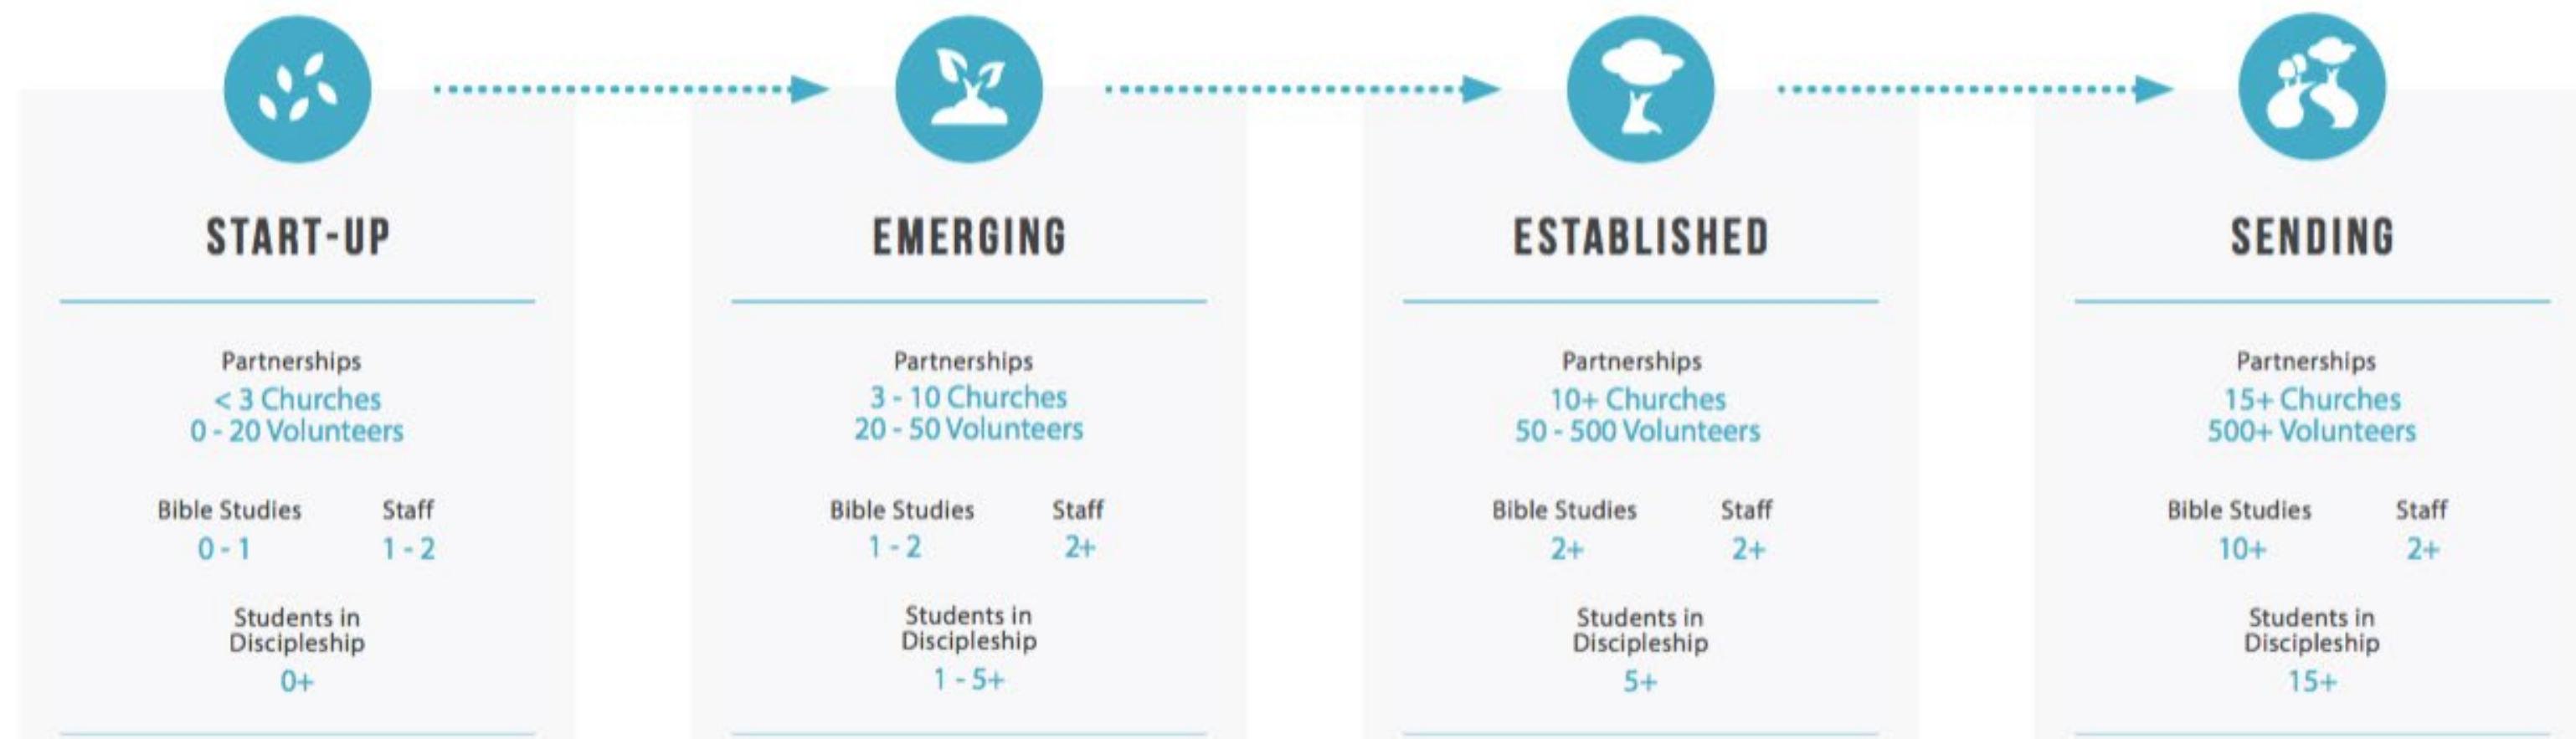 START-UP
Partnerships
< 3 Churches
0 - 20 Volunteers
Bible Studies Staff
0 - 1 1 - 2
Students in
Discipleship
0+
EMERGING
Partnerships
3 - 10 Churches
20 - 50 Volunteers
Bible Studies Staff
1 - 2 2+
Students in
Discipleship
1 - 5+
ESTABLISHED
Partnerships
10+ Churches
50 - 500 Volunteers
Bible Studies Staff
2+ 2+
Students in
Discipleship
5+
SENDING
Partnerships
15+ Churches
500+ Volunteers
Bible Studies Staff
10+ 2+
Students in
Discipleship
15+